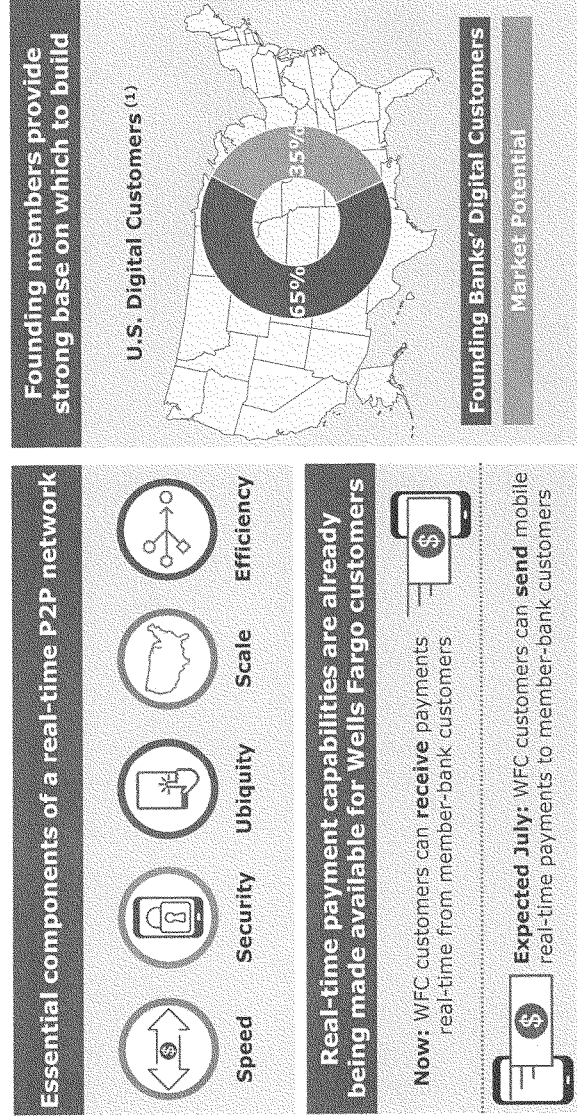 Essential components of a real-time P2P network
Speed
Security
Ubiquity
Scale
Efficiency
Real-time payment capabilities are already
being made available for Wells Fargo customers
Now: WFC customers can receive payments
real-time from member-bank customers
Expected July: WFC customers can send mobile
real-time payments to member-bank customers
Founding members provide
strong base on which to build
U.S. Digital Customers (1)
65%
35%
Founding Banks' Digital Customers
Market Potential